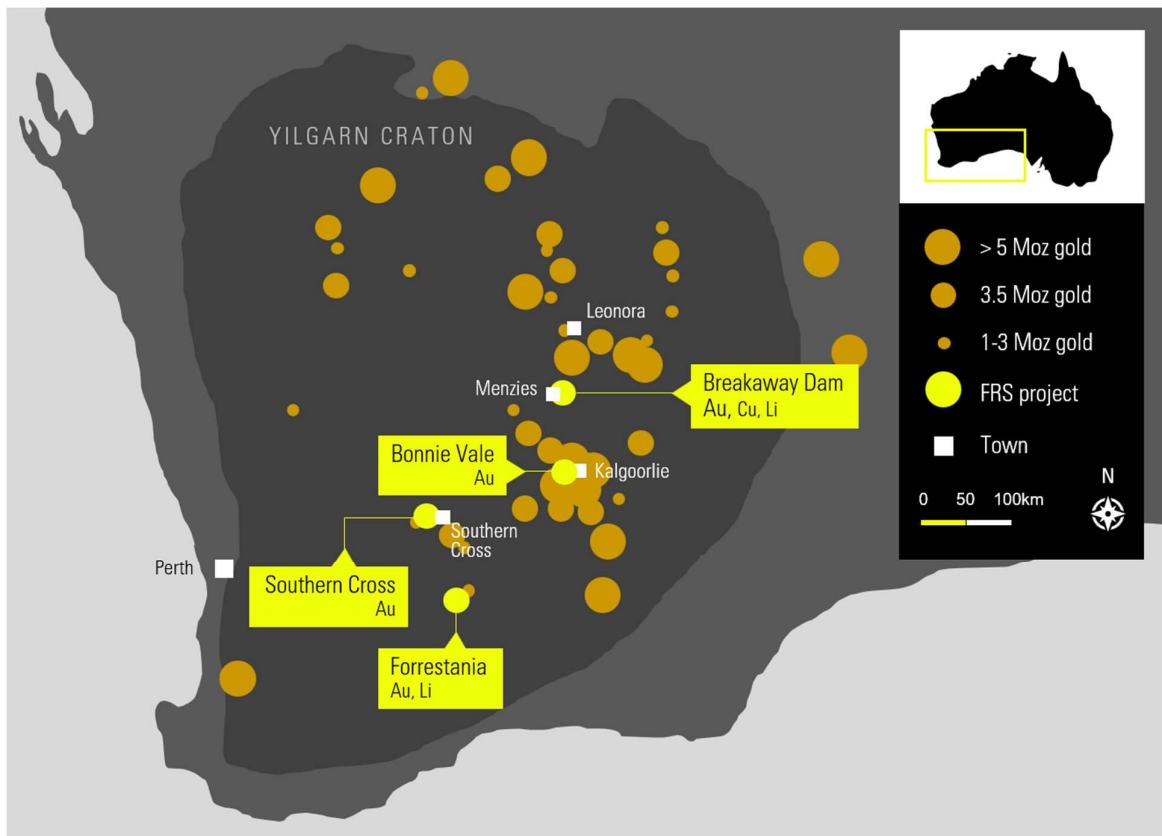 YILGARN CRATON
> 5 Moz gold
3.5 Moz gold
1-3 Moz gold
FRS project
Town
0 50 100km
N
Leonora
Menzies
Breakaway Dam
Au, Cu, Li
Bonnie Vale
Au
Kalgoorlie
Southern
Cross
Perth
Southern Cross
Au
Forrestania
Au, Li